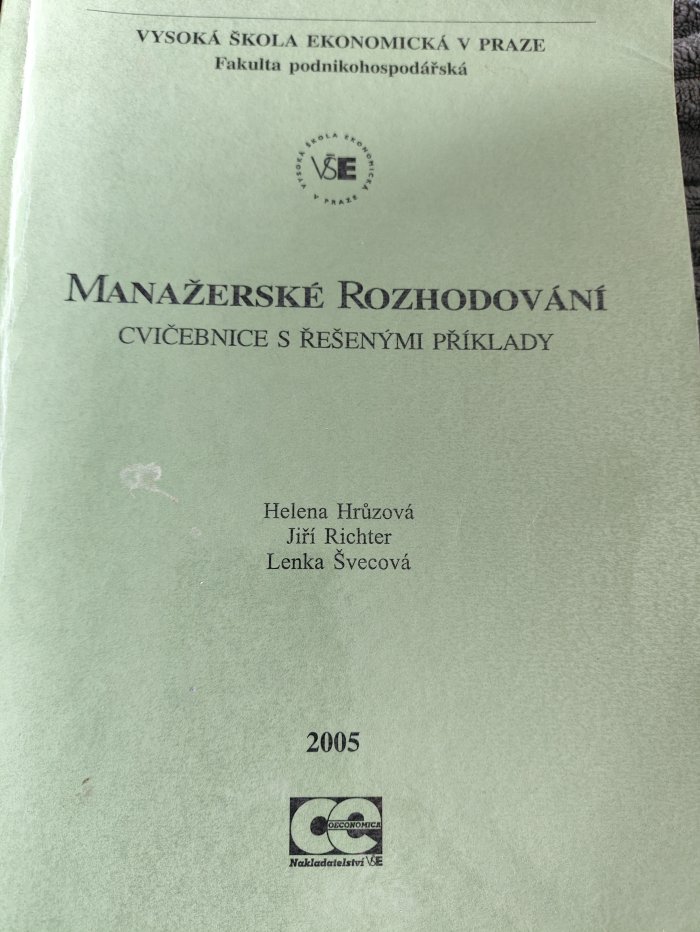 VYSOKÁ ŠKOLA EKONOMICKÁ V PRAZE
Fakulta podnikohospodářská
VYSOKÁ ŠKOLA EKONOMICKÁ
VŠE
V PRAZE
MANAŽERSKÉ ROZHODOVÁNÍ
CVIČEBNICE S ŘEŠENÝMI PŘÍKLADY
Helena Hrůzová
Jiří Richter
Lenka Švecová
2005
OECONOMICA
Nakladatelství VŠE